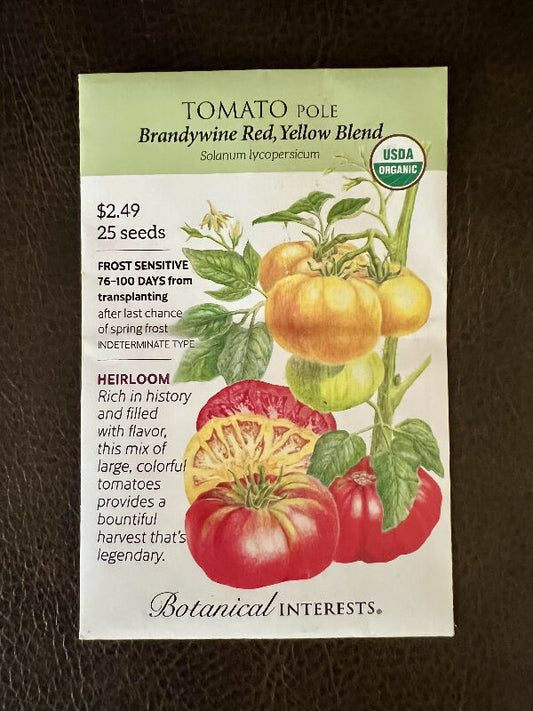 TOMATO POLE
Brandywine Red, Yellow Blend
Solanum lycopersicum
USDA
ORGANIC
$2.49
25 seeds
FROST SENSITIVE
76–100 DAYS from
transplanting
after last chance
of spring frost
INDETERMINATE TYPE
HEIRLOOM
Rich in history
and filled
with flavor,
this mix of
large, colorful
tomatoes
provides a
bountiful
harvest that's
legendary.
Botanical INTERESTS®